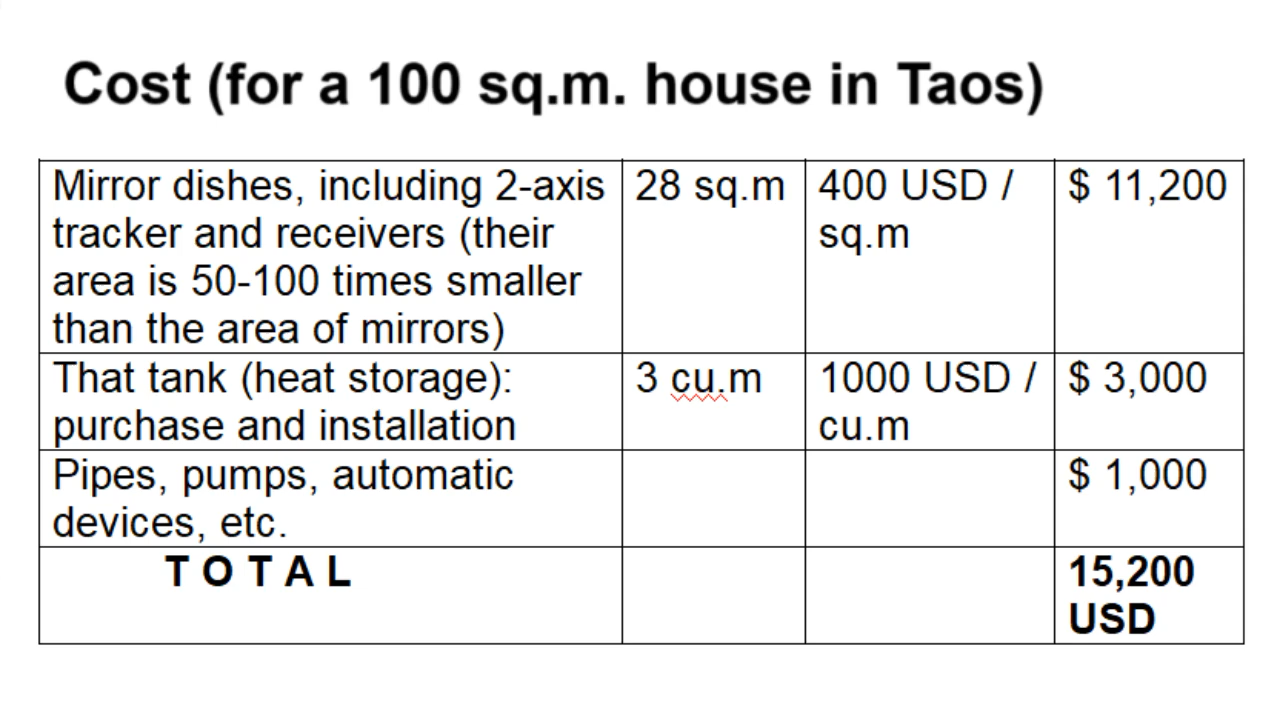 Cost (for a 100 sq.m. house in Taos)
Mirror dishes, including 2-axis
tracker and receivers (their
area is 50-100 times smaller
than the area of mirrors)
28 sq.m
400 USD /
sq.m
$ 11,200
That tank (heat storage):
purchase and installation
3 cu.m
1000 USD /
cu.m
$ 3,000
Pipes, pumps, automatic
devices, etc.
$ 1,000
T O T A L
15,200
USD